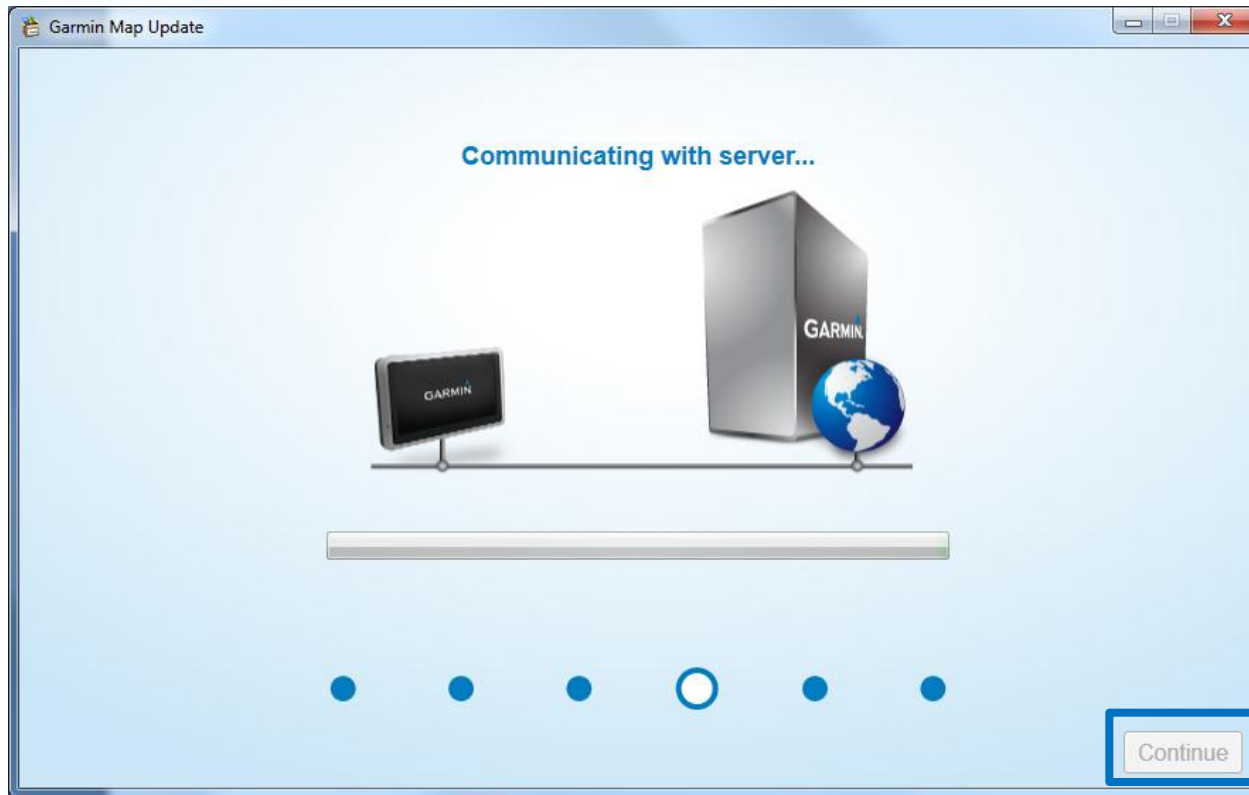 Garmin Map Update
Communicating with server...
GARMIN
GARMIN
Continue